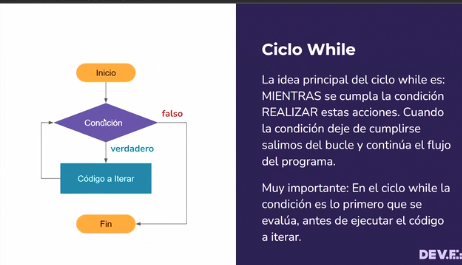 Inicio
Condición
falso
verdadero
Código a Iterar
Fin
Ciclo While
La idea principal del ciclo while es:
MIENTRAS se cumpla la condición
REALIZAR estas acciones. Cuando
la condición deje de cumplirse
salimos del bucle y continúa el flujo
del programa.
Muy importante: En el ciclo while la
condición es lo primero que se
evalúa, antes de ejecutar el código
a iterar.
DEV.F: